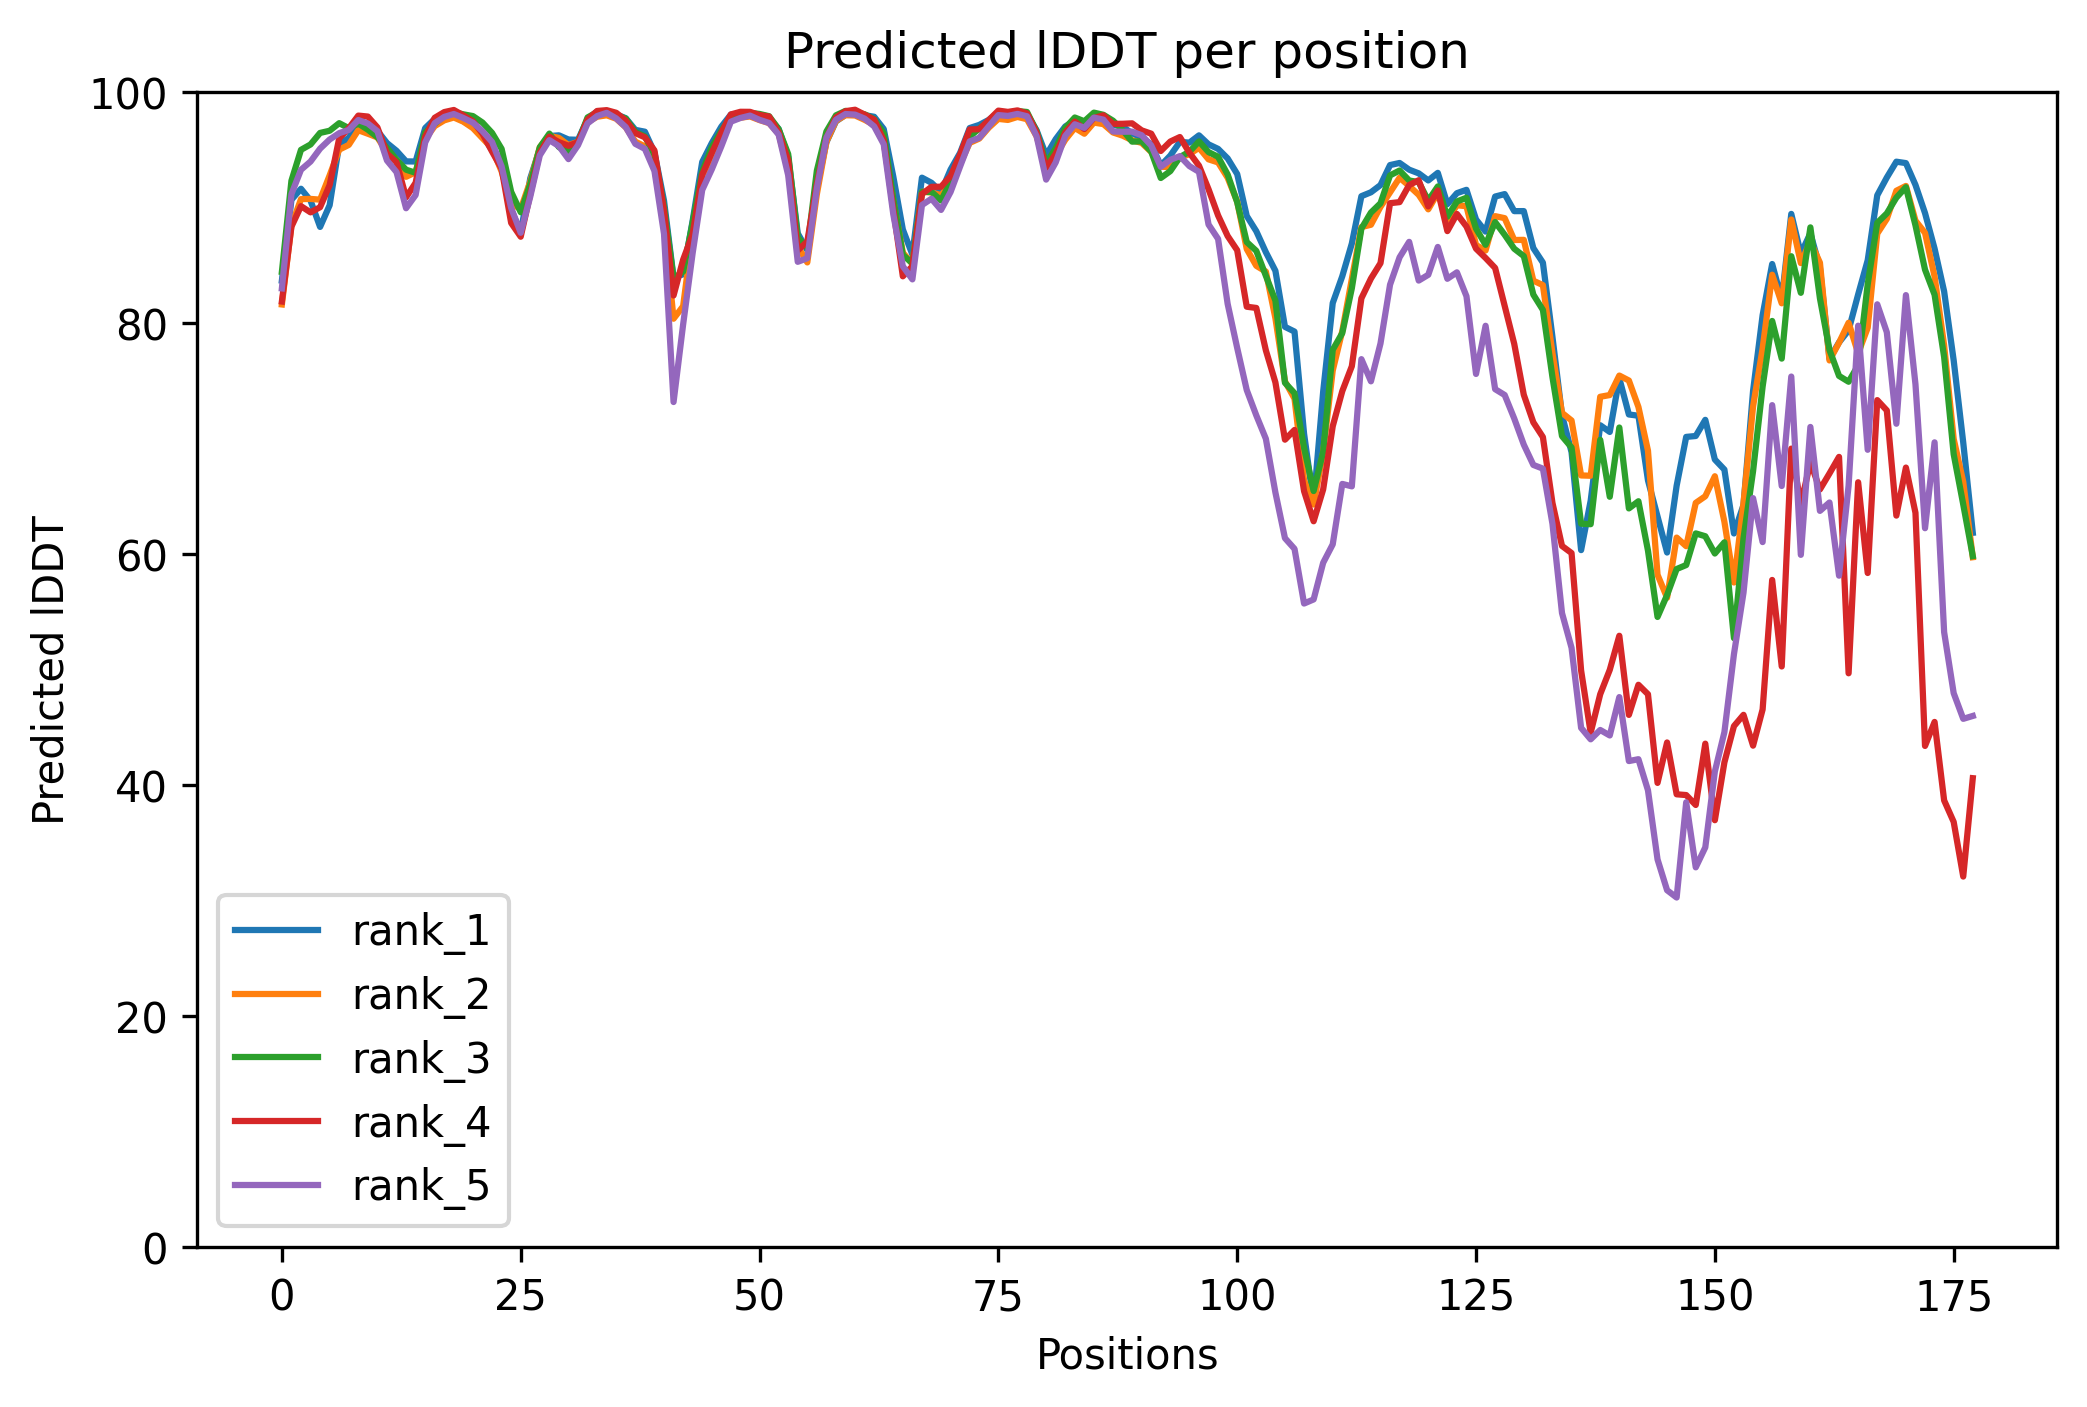 Predicted lDDT per position
Predicted lDDT
100
80
60
40
20
0
rank_1
rank_2
rank_3
rank_4
rank_5
0 25 50 75 100 125 150 175
Positions